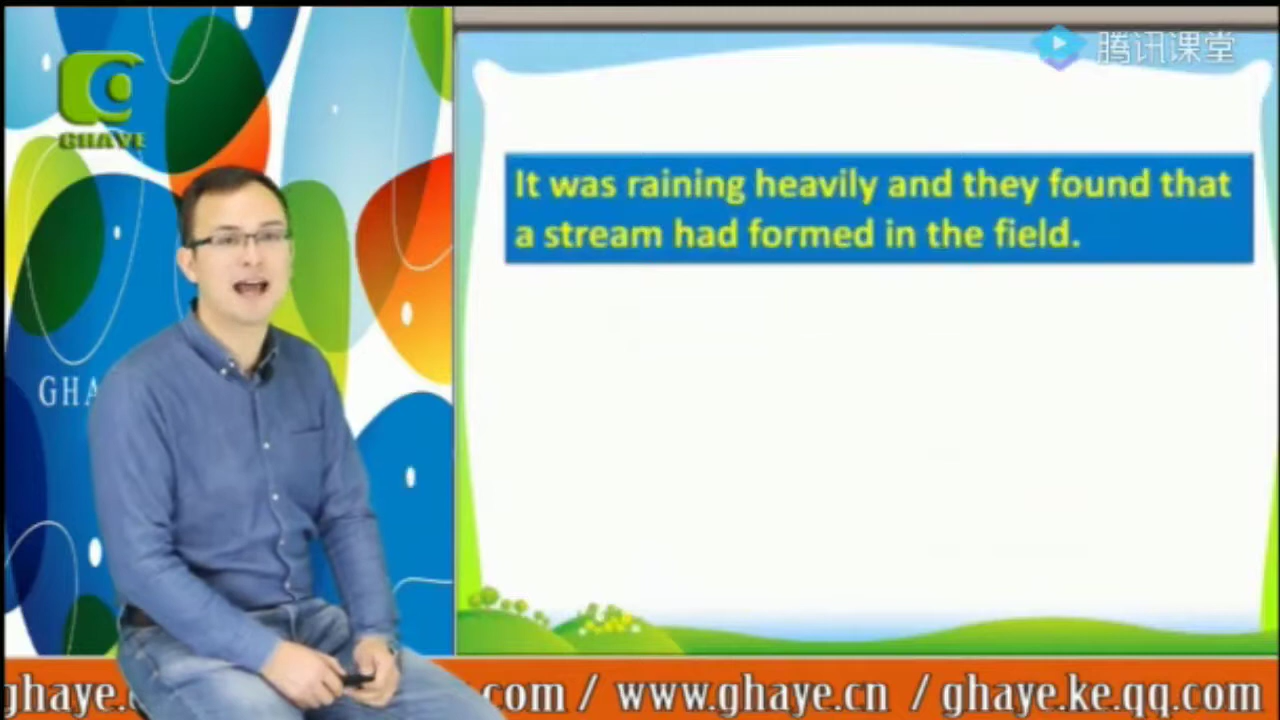 腾讯课堂
GHAYE
It was raining heavily and they found that
a stream had formed in the field.
GHA
ghaye.c
.com / www.ghaye.cn / ghaye.ke.qq.com